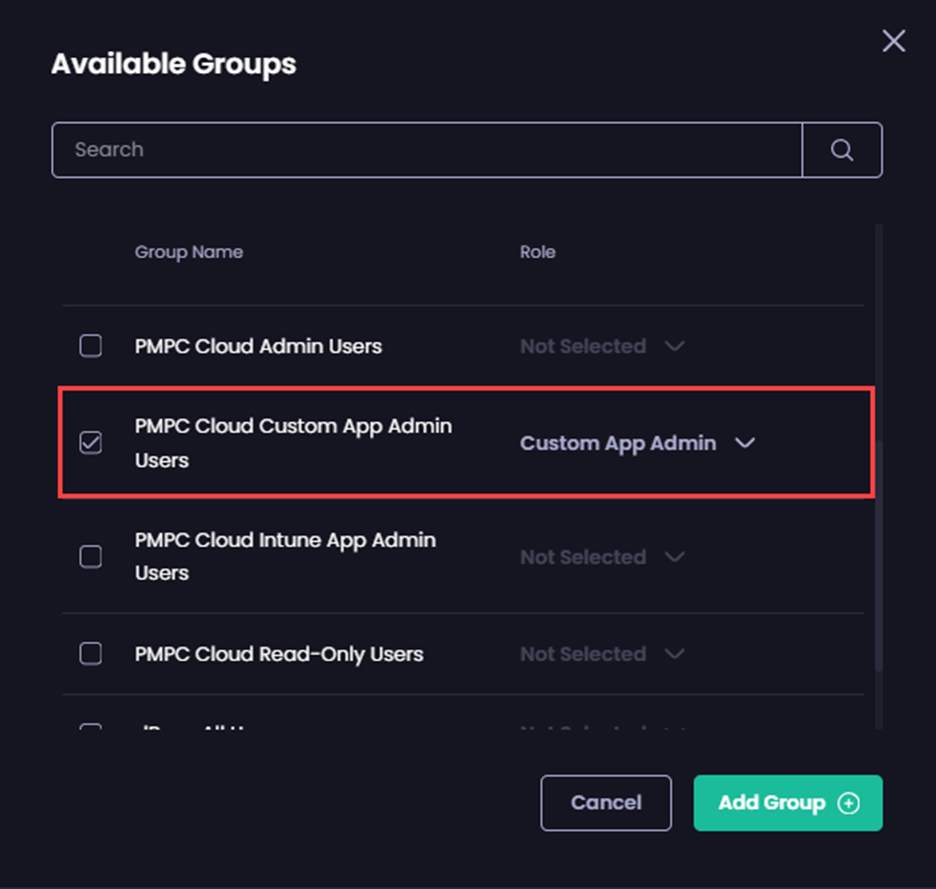 Available Groups
Search
Group Name Role
PMPC Cloud Admin Users Not Selected
PMPC Cloud Custom App Admin
Users
Custom App Admin
PMPC Cloud Intune App Admin
Users
Not Selected
PMPC Cloud Read-Only Users Not Selected
Cancel Add Group